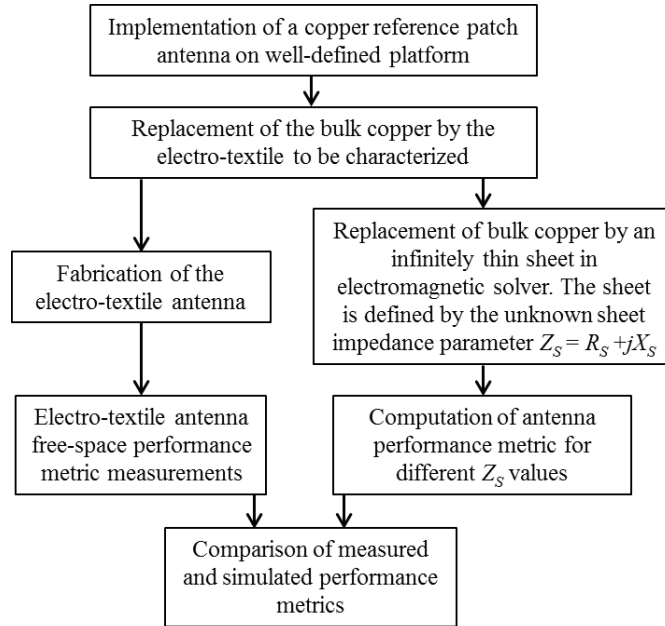 Implementation of a copper reference patch
antenna on well-defined platform
Replacement of the bulk copper by the
electro-textile to be characterized
Fabrication of the
electro-textile antenna
Replacement of bulk copper by an
infinitely thin sheet in
electromagnetic solver. The sheet
is defined by the unknown sheet
impedance parameter Z_S = R_S +jX_S
Electro-textile antenna
free-space performance
metric measurements
Computation of antenna
performance metric for
different Z_S values
Comparison of measured
and simulated performance
metrics